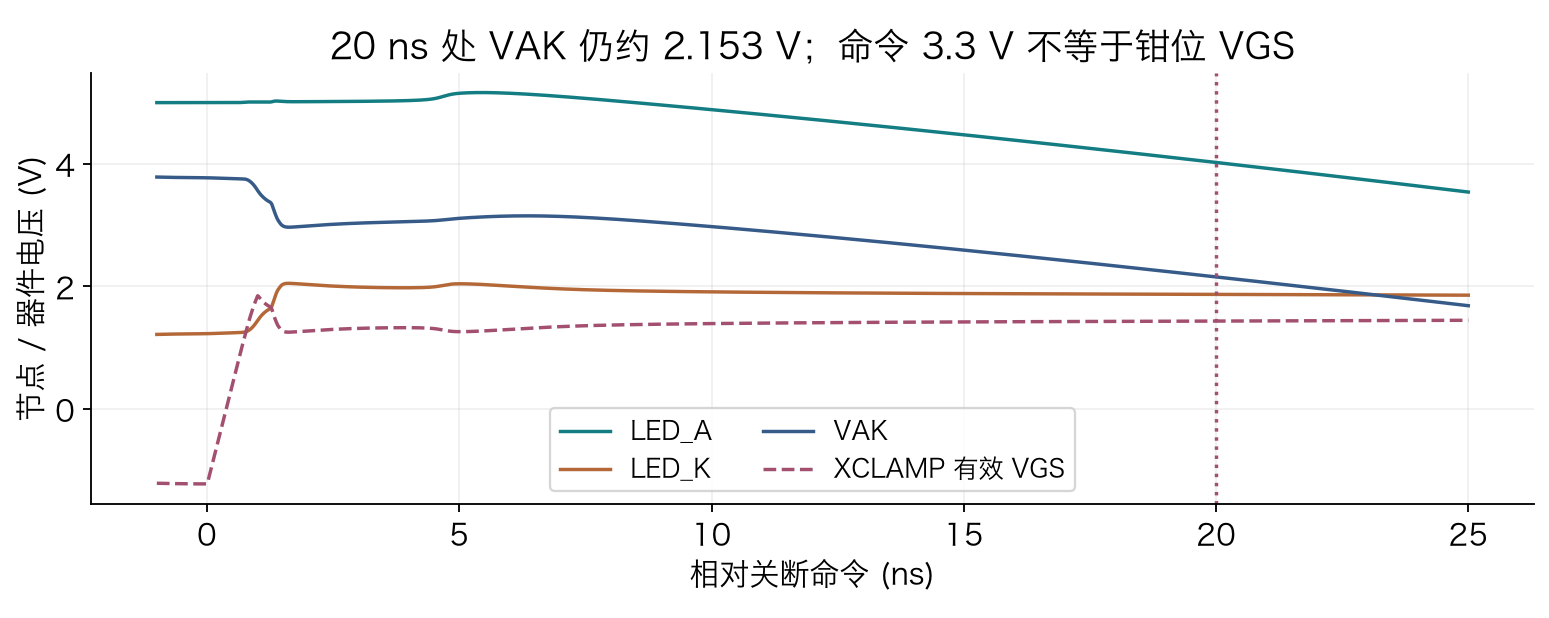 20 ns 处 VAK 仍约 2.153 V；命令 3.3 V 不等于钳位 VGS
节点 / 器件电压 (V)
4
2
0
LED_A
VAK
LED_K
XCLAMP 有效 VGS
0
5
10
15
20
25
相对关断命令 (ns)